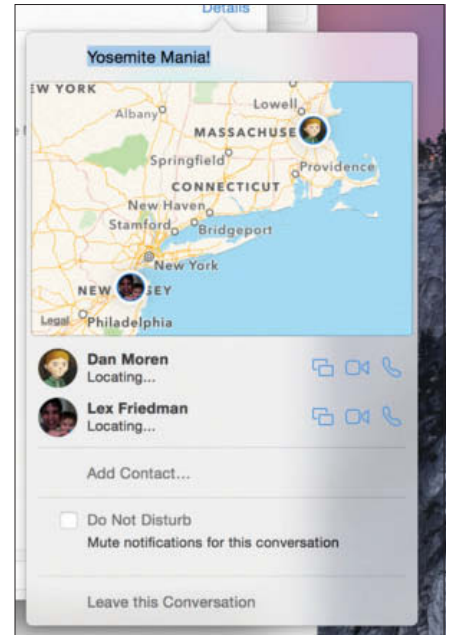 Details
Yosemite Mania!
EW YORK
Albany
Lowell
MASSACHUSE
Springfield
Providence
CONNECTICUT
New Haven
Stamford
Bridgeport
New York
NEW SEY
Legal
Philadelphia
Dan Moren
Locating...
Lex Friedman
Locating...
Add Contact...
Do Not Disturb
Mute notifications for this conversation
Leave this Conversation